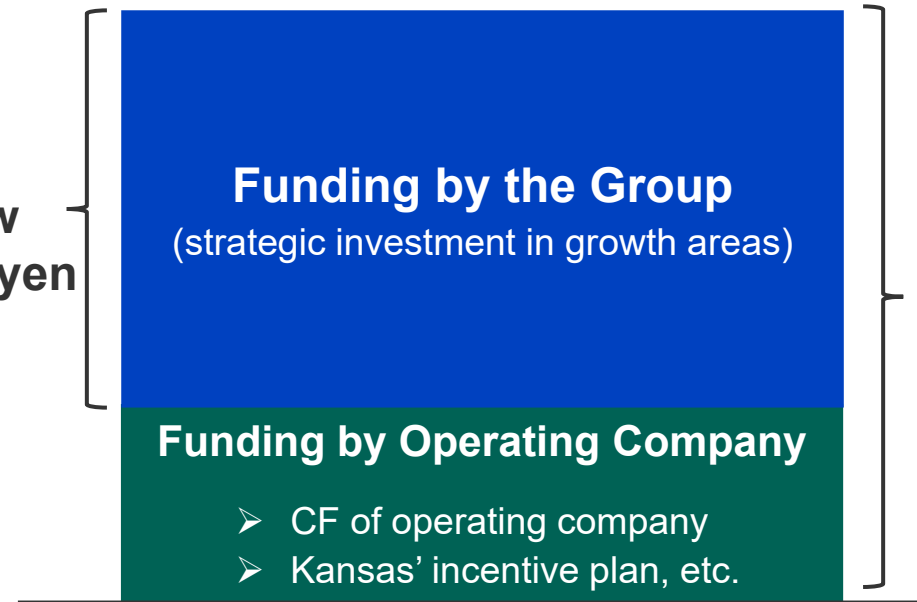 Funding by the Group
(strategic investment in growth areas)
yen
Funding by Operating Company
➢ CF of operating company
➢ Kansas’ incentive plan, etc.